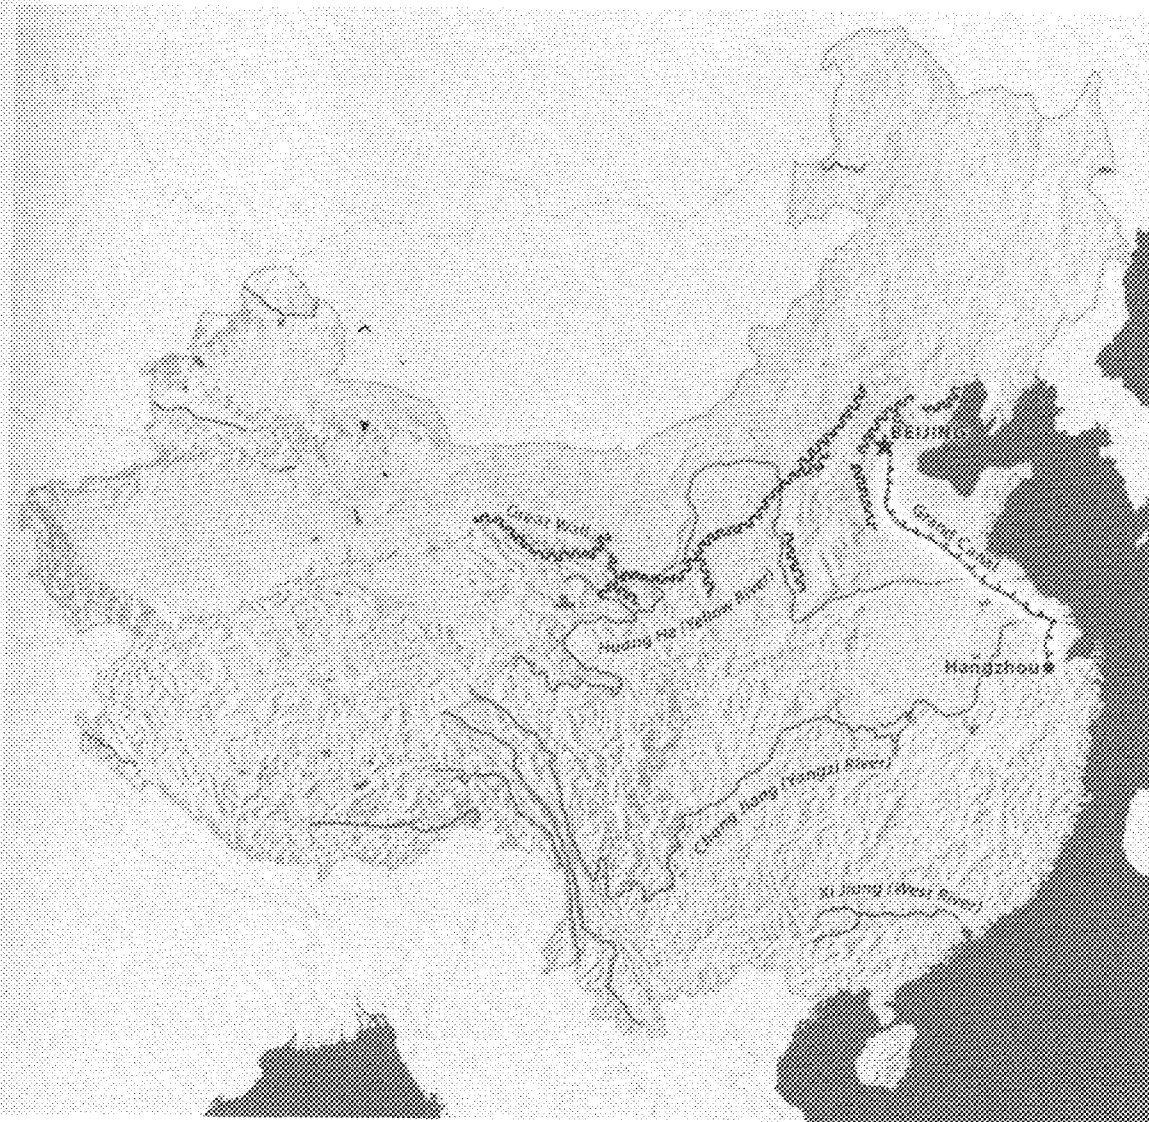 BEIJING
Great Wall
Grand Canal
Huang He (Yellow River)
Hangzhou
Chang Jiang (Yangzi River)
Xi Jiang (West River)